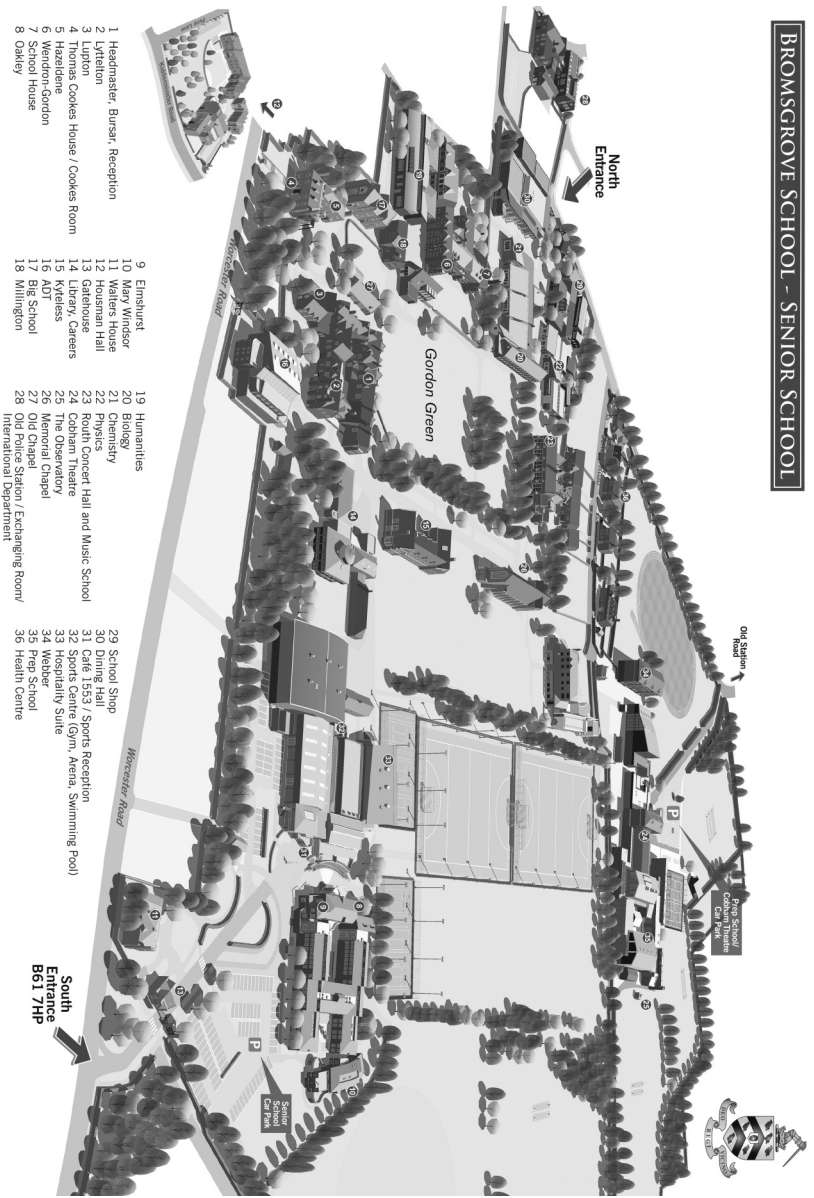 BROMSGROVE SCHOOL - SENIOR SCHOOL
North
Entrance
Gordon Green
Old Station
Road
Prep School/
Cobham Theatre
Car Park
P
Worcester Road
Worcester Road
P
Senior
School
Car Park
South
Entrance
B61 7HP
1 Headmaster, Bursar, Reception
2 Lyttelton
3 Lupton
4 Thomas Cookes House / Cookes Room
5 Hazeldene
6 Wendron-Gordon
7 School House
8 Oakley
9 Elmshurst
10 Mary Windsor
11 Walters House
12 Housman Hall
13 Gatehouse
14 Library, Careers
15 Kyteless
16 ADT
17 Big School
18 Millington
19 Humanities
20 Biology
21 Chemistry
22 Physics
23 Routh Concert Hall and Music School
24 Cobham Theatre
25 The Observatory
26 Memorial Chapel
27 Old Chapel
28 Old Police Station / Exchanging Room/
International Department
29 School Shop
30 Dining Hall
31 Café 1553 / Sports Reception
32 Sports Centre (Gym, Arena, Swimming Pool)
33 Hospitality Suite
34 Webber
35 Prep School
36 Health Centre